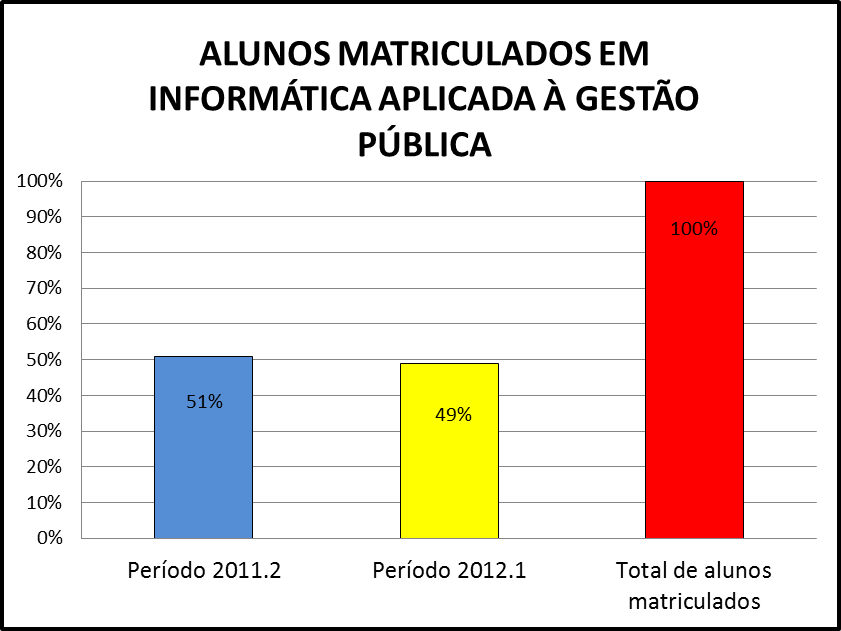 ALUNOS MATRICULADOS EM
INFORMÁTICA APLICADA À GESTÃO
PÚBLICA
100%
90%
80%
70%
60%
50%
40%
30%
20%
10%
0%
51%
49%
100%
Período 2011.2
Período 2012.1
Total de alunos
matriculados